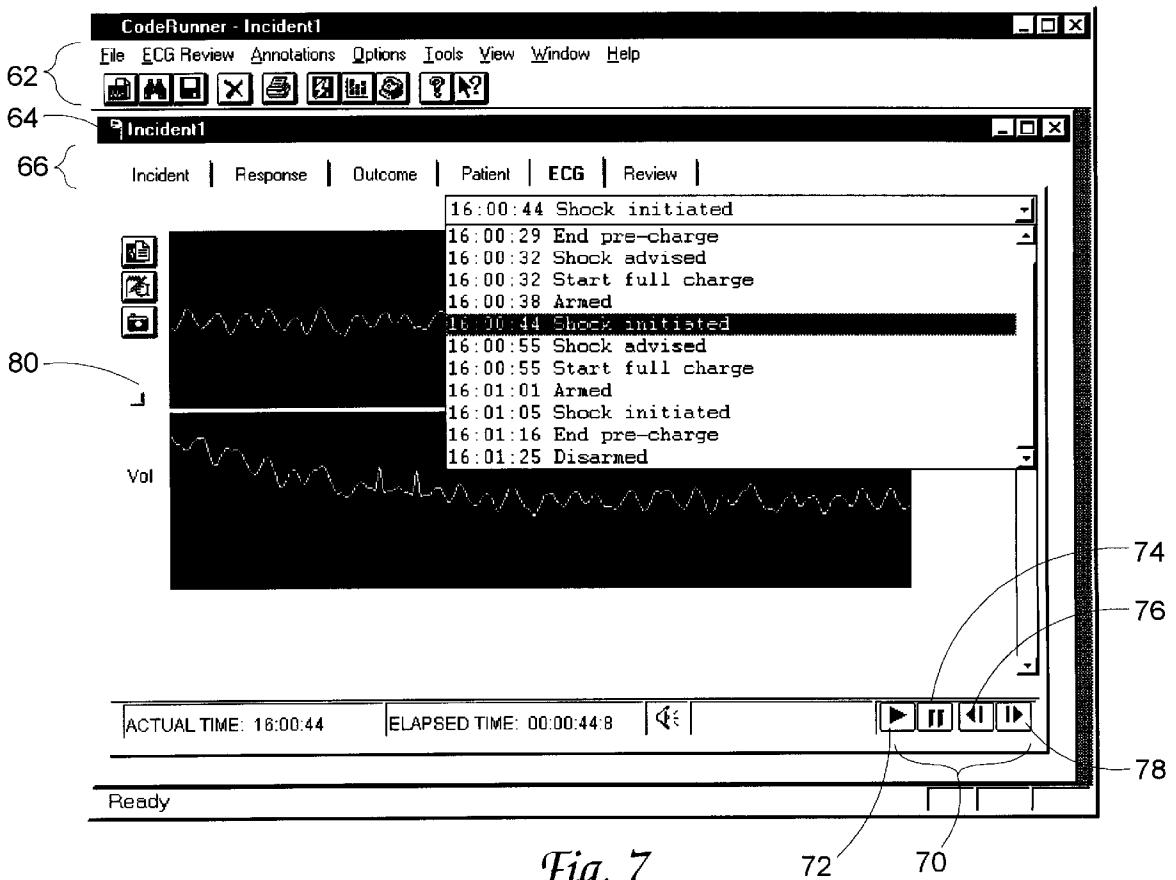 CodeRunner - Incident1
File ECG Review Annotations Options Tools View Window Help
62
64
Incident1
66
Incident Response Outcome Patient ECG Review
16:00:44 Shock initiated
16:00:29 End pre-charge
16:00:32 Shock advised
16:00:32 Start full charge
16:00:38 Armed
16:00:44 Shock initiated
16:00:55 Shock advised
16:00:55 Start full charge
16:01:01 Armed
16:01:05 Shock initiated
16:01:16 End pre-charge
16:01:25 Disarmed
80
Vol
74
76
ACTUAL TIME: 16:00:44 ELAPSED TIME: 00:00:44:8
78
Ready
Fig. 7
72
70